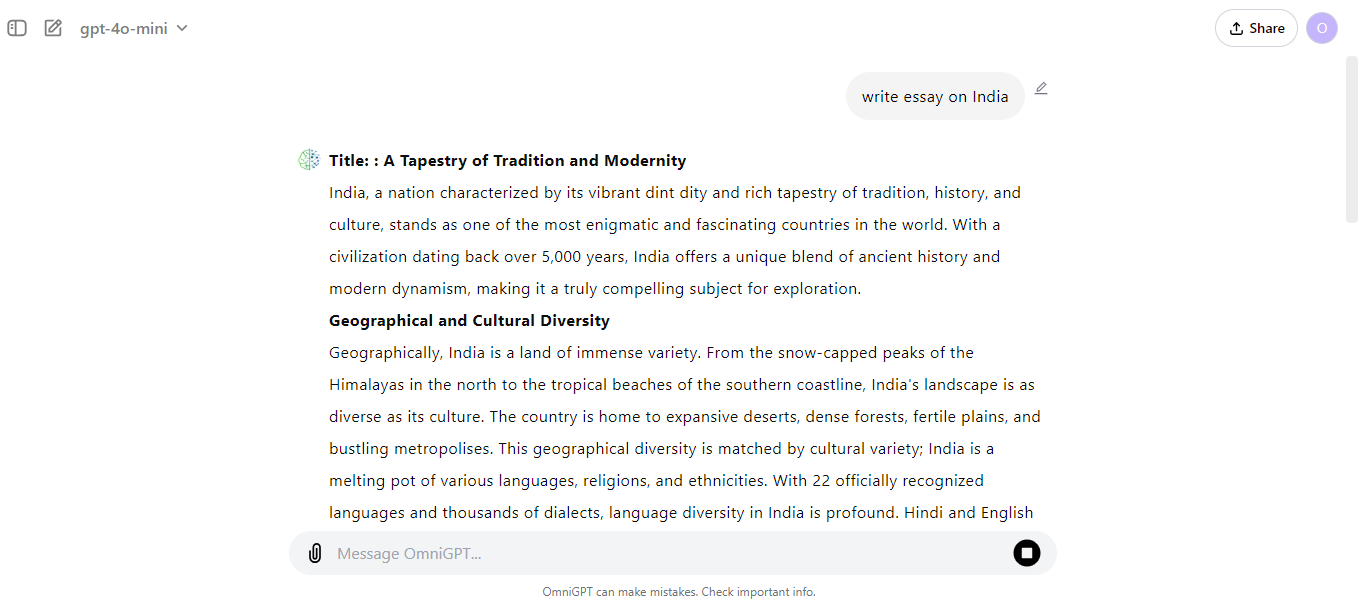 gpt-4o-mini
Share
O
write essay on India
Title: : A Tapestry of Tradition and Modernity
India, a nation characterized by its vibrant dint dity and rich tapestry of tradition, history, and
culture, stands as one of the most enigmatic and fascinating countries in the world. With a
civilization dating back over 5,000 years, India offers a unique blend of ancient history and
modern dynamism, making it a truly compelling subject for exploration.
Geographical and Cultural Diversity
Geographically, India is a land of immense variety. From the snow-capped peaks of the
Himalayas in the north to the tropical beaches of the southern coastline, India's landscape is as
diverse as its culture. The country is home to expansive deserts, dense forests, fertile plains, and
bustling metropolises. This geographical diversity is matched by cultural variety; India is a
melting pot of various languages, religions, and ethnicities. With 22 officially recognized
languages and thousands of dialects, language diversity in India is profound. Hindi and English
Message OmniGPT...
OmniGPT can make mistakes. Check important info.